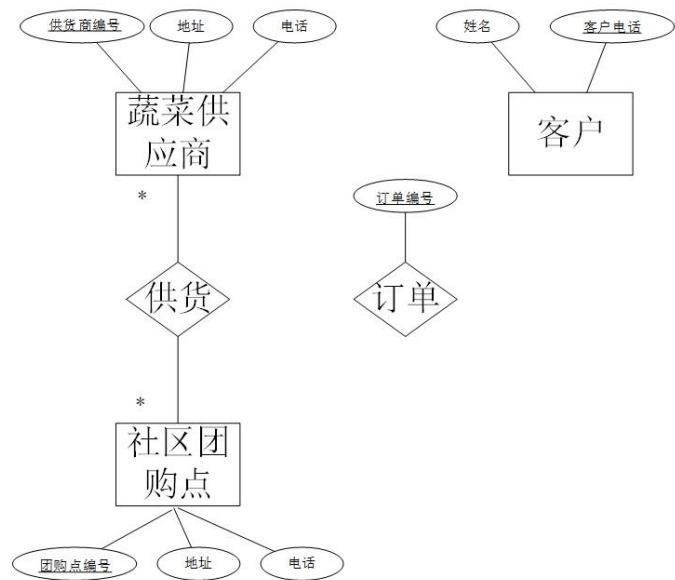 供货商编号
地址
电话
姓名
客户电话
蔬菜供
应商
客户
*
订单编号
供货
订单
*
社区团
购点
团购点编号
地址
电话